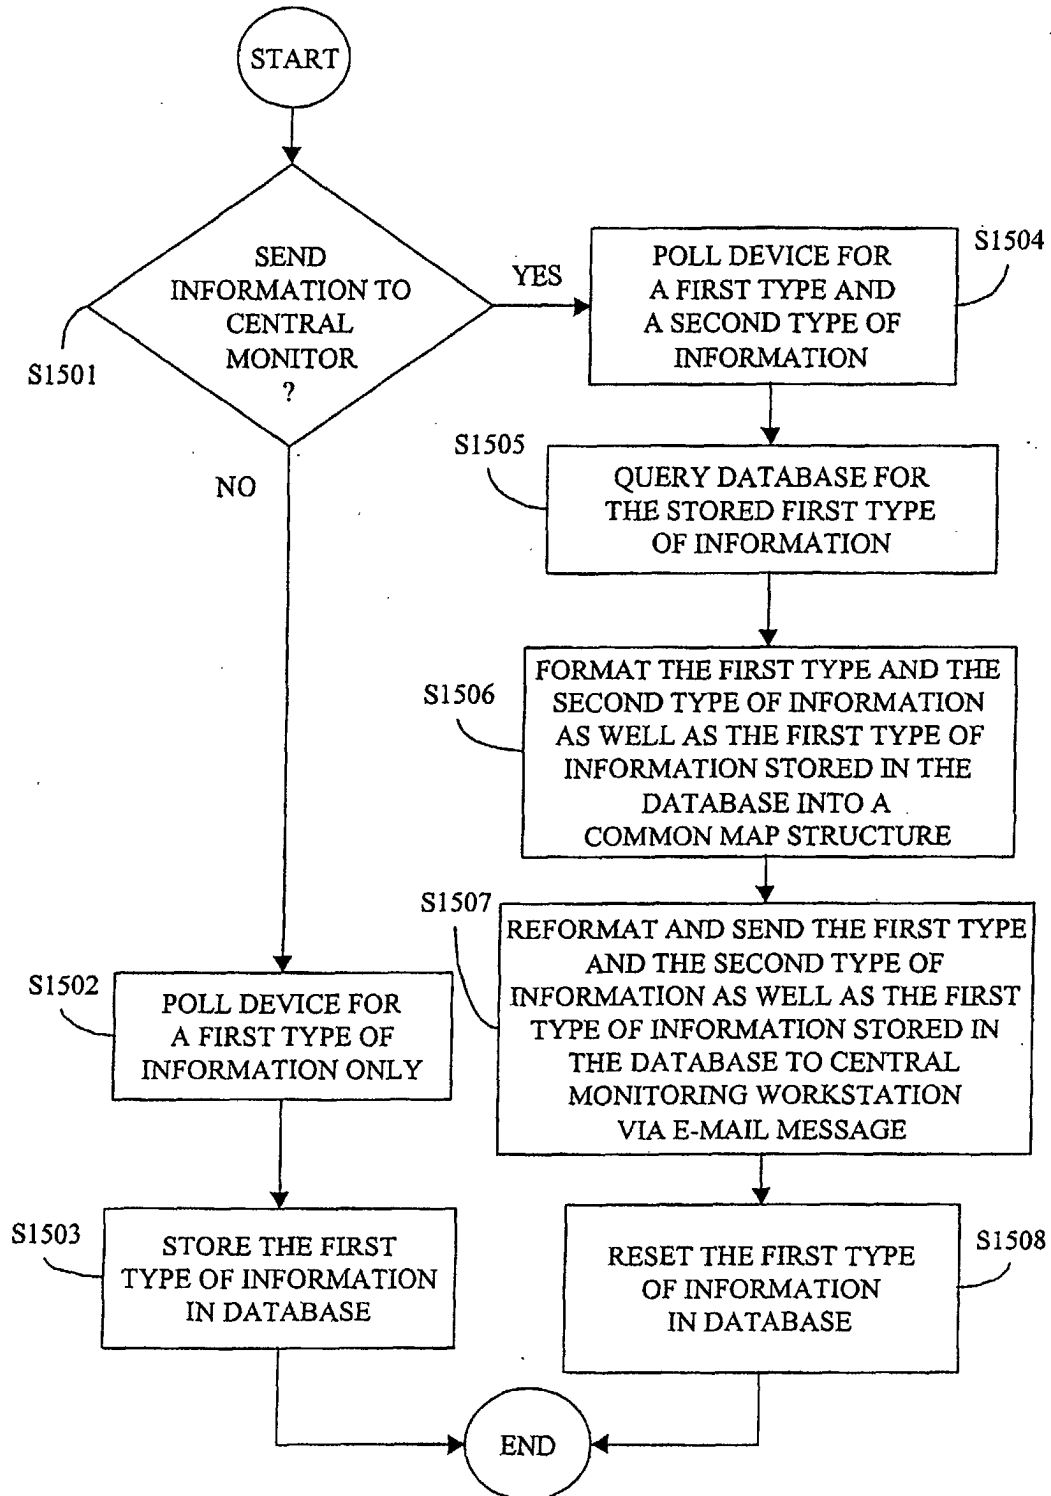 START
SEND
INFORMATION TO
CENTRAL
MONITOR
?
S1501
YES
NO
POLL DEVICE FOR
A FIRST TYPE AND
A SECOND TYPE OF
INFORMATION
S1504
S1505
QUERY DATABASE FOR
THE STORED FIRST TYPE
OF INFORMATION
S1506
FORMAT THE FIRST TYPE AND THE
SECOND TYPE OF INFORMATION
AS WELL AS THE FIRST TYPE OF
INFORMATION STORED IN THE
DATABASE INTO A
COMMON MAP STRUCTURE
S1507
REFORMAT AND SEND THE FIRST TYPE
AND THE SECOND TYPE OF
INFORMATION AS WELL AS THE FIRST
TYPE OF INFORMATION STORED IN
THE DATABASE TO CENTRAL
MONITORING WORKSTATION
VIA E-MAIL MESSAGE
S1502
POLL DEVICE FOR
A FIRST TYPE OF
INFORMATION ONLY
S1503
STORE THE FIRST
TYPE OF INFORMATION
IN DATABASE
RESET THE FIRST TYPE
OF INFORMATION
IN DATABASE
S1508
END